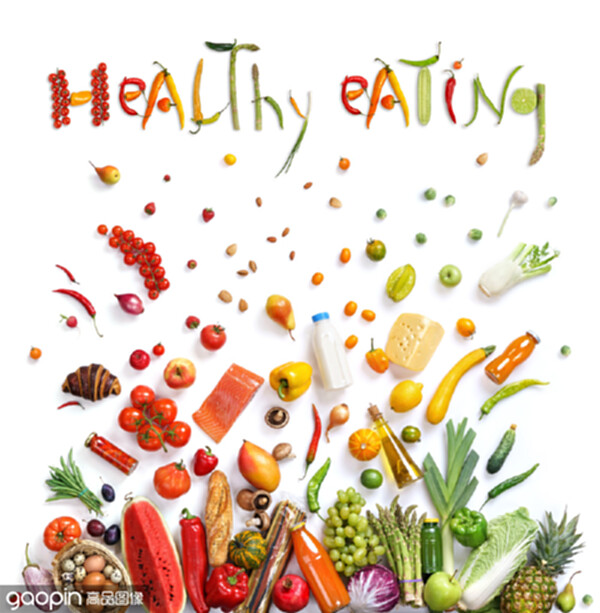 Healthy eating
gaopin 高品图像